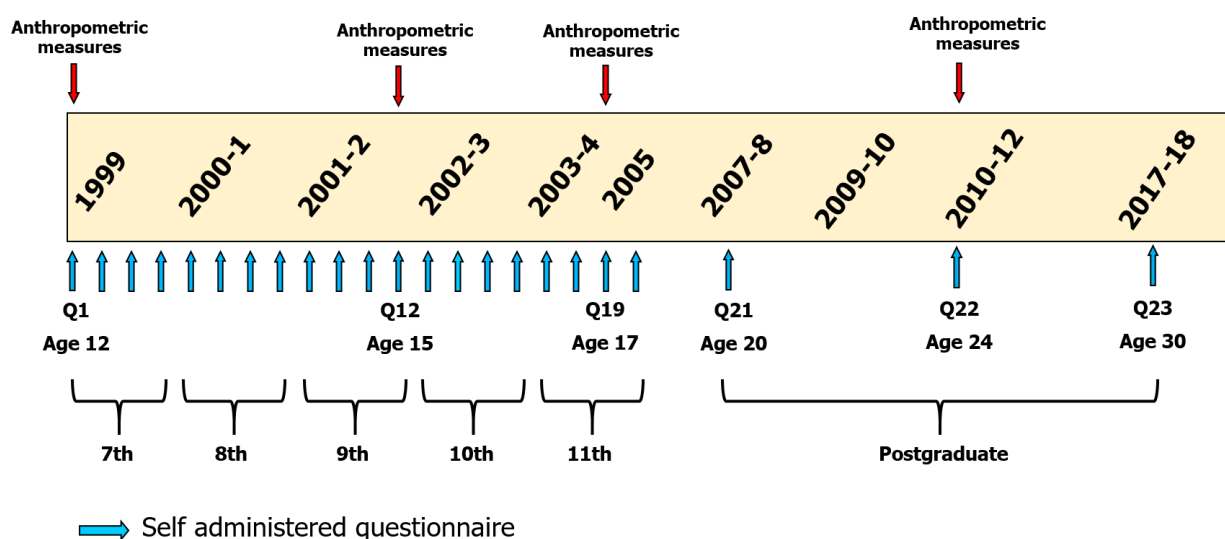 Anthropometric
measures
Anthropometric
measures
Anthropometric
measures
Anthropometric
measures
1999
2000-1
2001-2
2002-3
2003-4
2005
2007-8
2009-10
2010-12
2017-18
Q1
Q12
Q19
Q21
Q22
Q23
Age 12
Age 15
Age 17
Age 20
Age 24
Age 30
7th
8th
9th
10th
11th
Postgraduate
Self administered questionnaire